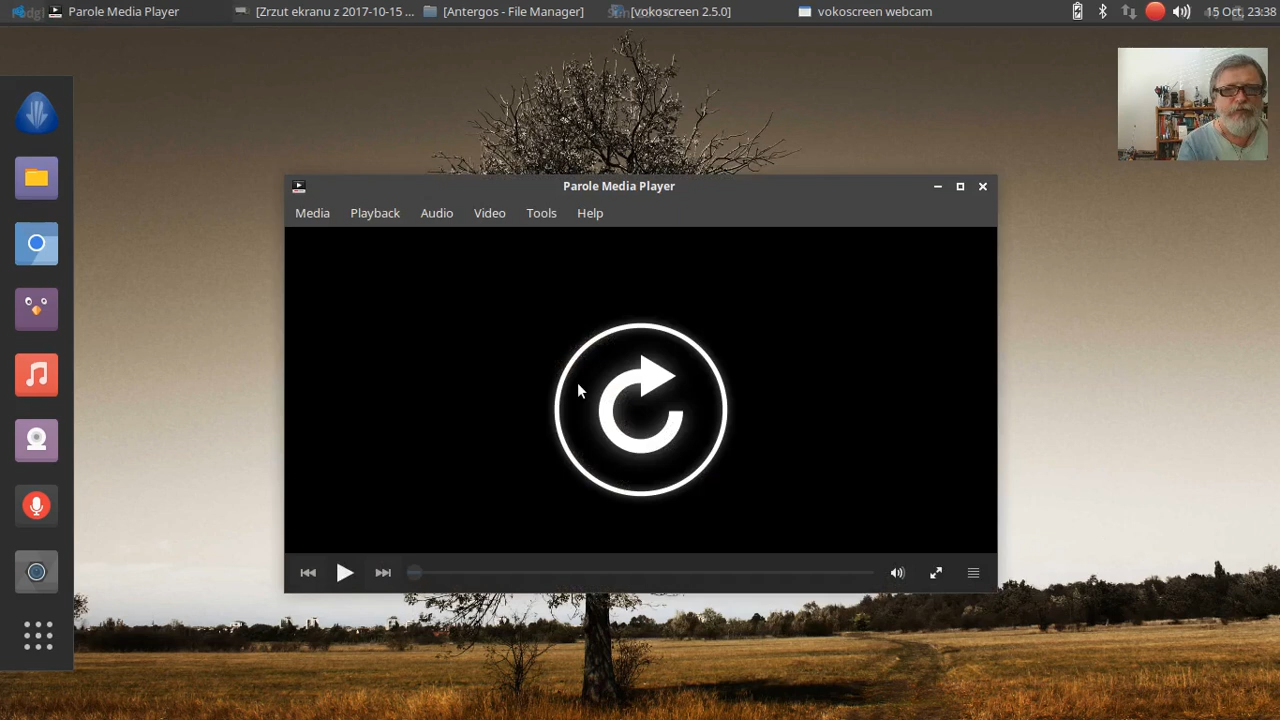 Parole Media Player
[Zrzut ekranu z 2017-10-15 ...
[Antergos - File Manager]
[vokoscreen 2.5.0]
vokoscreen webcam
15 Oct, 23:38
Parole Media Player
Media Playback Audio Video Tools Help